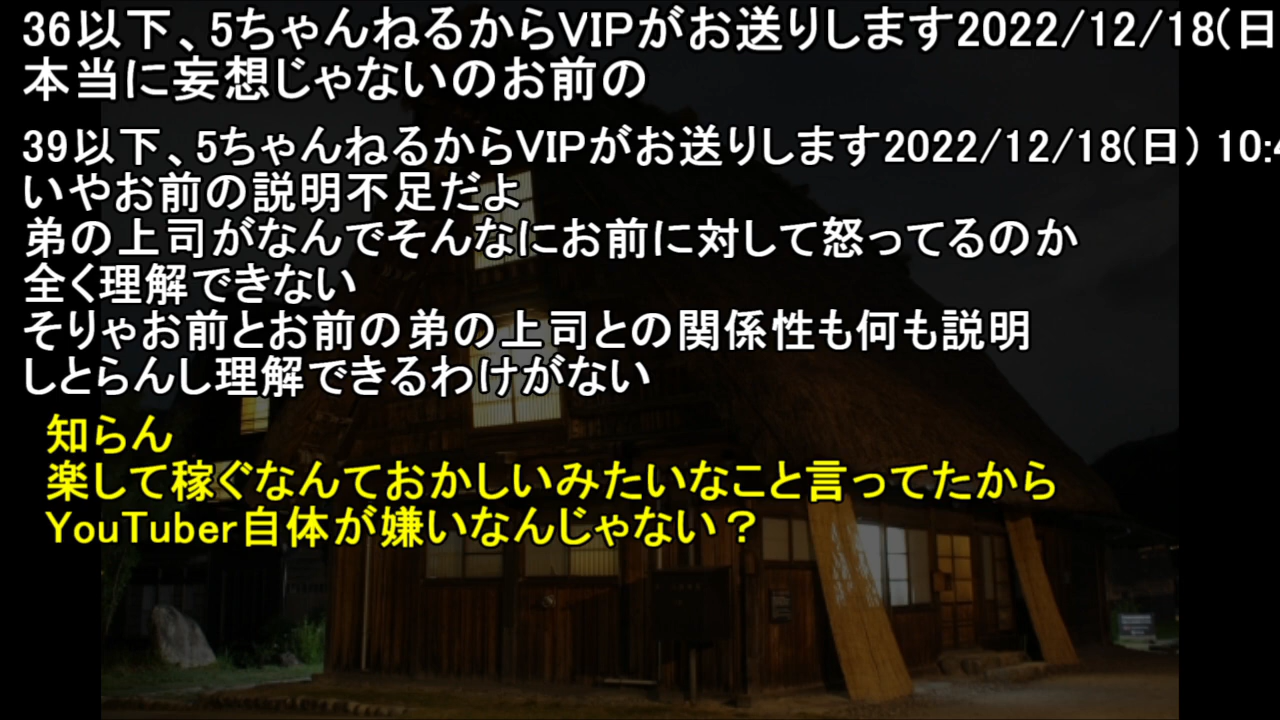 36以下、5ちゃんねるからVIPがお送りします2022/12/18(日
本当に妄想じゃないのお前の
39以下、5ちゃんねるからVIPがお送りします2022/12/18(日) 10:4
いやお前の説明不足だよ
弟の上司がなんでそんなにお前に対して怒ってるのか
全く理解できない
そりゃお前とお前の弟の上司との関係性も何も説明
しとらんし理解できるわけがない
知らん
楽して稼ぐなんておかしいみたいなこと言ってたから
YouTuber自体が嫌いなんじゃない？